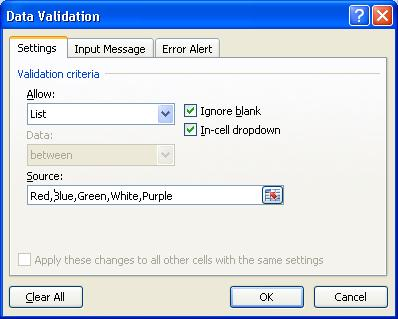 Data Validation
Settings Input Message Error Alert
Validation criteria
Allow:
List Ignore blank
Data: In-cell dropdown
between
Source:
Red,Blue,Green,White,Purple
Apply these changes to all other cells with the same settings
Clear All OK Cancel